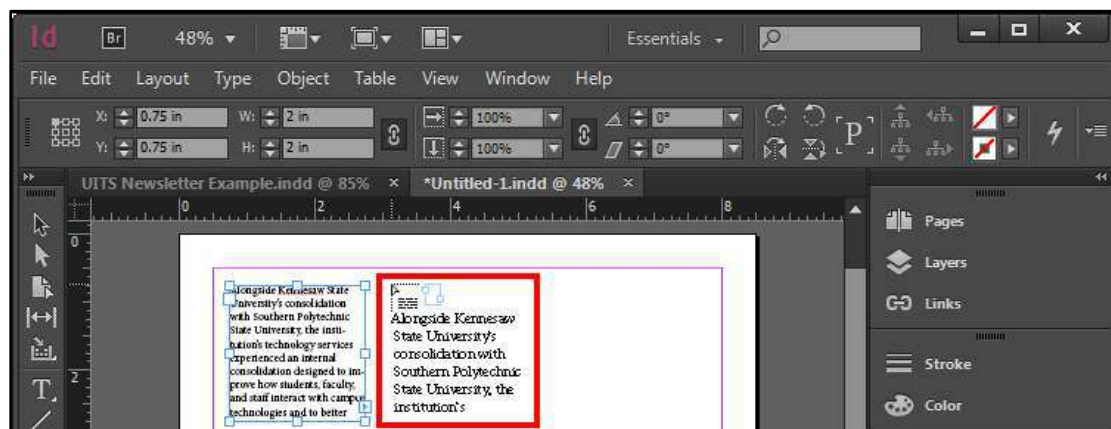 Id Br 48% Essentials
File Edit Layout Type Object Table View Window Help
X: 0.75 in W: 2 in 100% 0°
Y: 0.75 in H: 2 in 100% 0°
P
UITS Newsletter Example.indd @ 85% × *Untitled-1.indd @ 48% ×
0 2 4 6 8
0
2
T
Alongside Kennesaw State
University's consolidation
with Southern Polytechnic
State University, the insti-
tution's technology services
experienced an internal
consolidation designed to im-
prove how students, faculty,
and staff interact with campus
technologies and to better
Alongside Kennesaw
State University's
consolidation with
Southern Polytechnic
State University, the
institution's
Pages
Layers
Links
Stroke
Color